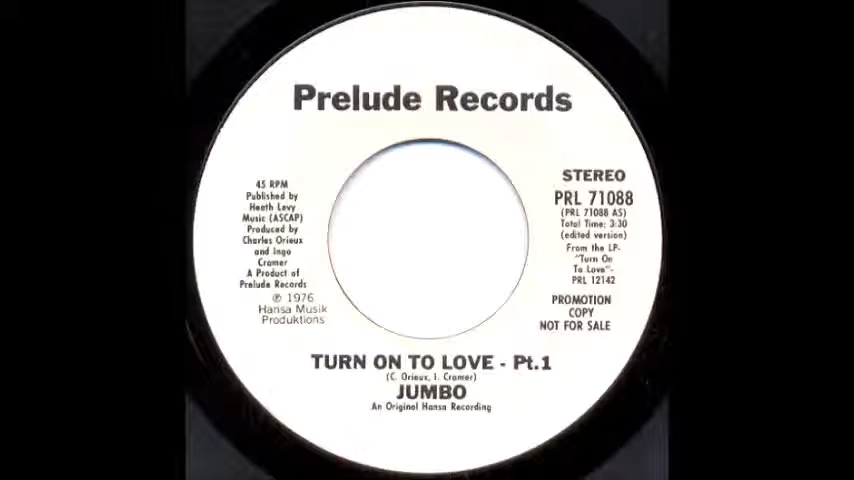 Prelude Records
45 RPM
Published by
Heath Levy
Music (ASCAP)
Produced by
Charles Orieux
and Ingo
Cramer
A Product of
Prelude Records
℗ 1976
Hansa Musik
Produktions
STEREO
PRL 71088
(PRL 71088 AS)
Total Time: 3:30
(edited version)
From the LP-
"Turn On
To Love"-
PRL 12142
PROMOTION
COPY
NOT FOR SALE
TURN ON TO LOVE - Pt.1
(C. Orieux, I. Cramer)
JUMBO
An Original Hansa Recording